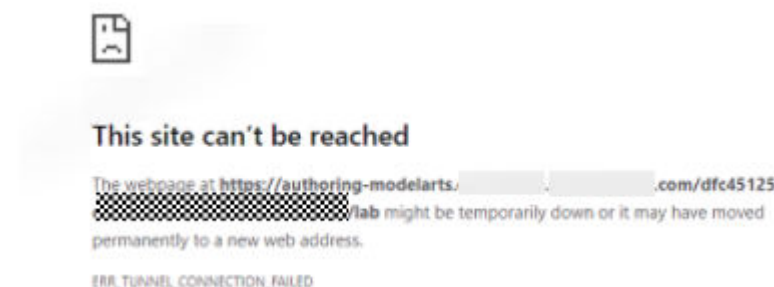 This site can't be reached
The webpage at https://authoring-modelarts. . .com/dfc45125
/lab might be temporarily down or it may have moved
permanently to a new web address.
ERR_TUNNEL_CONNECTION_FAILED